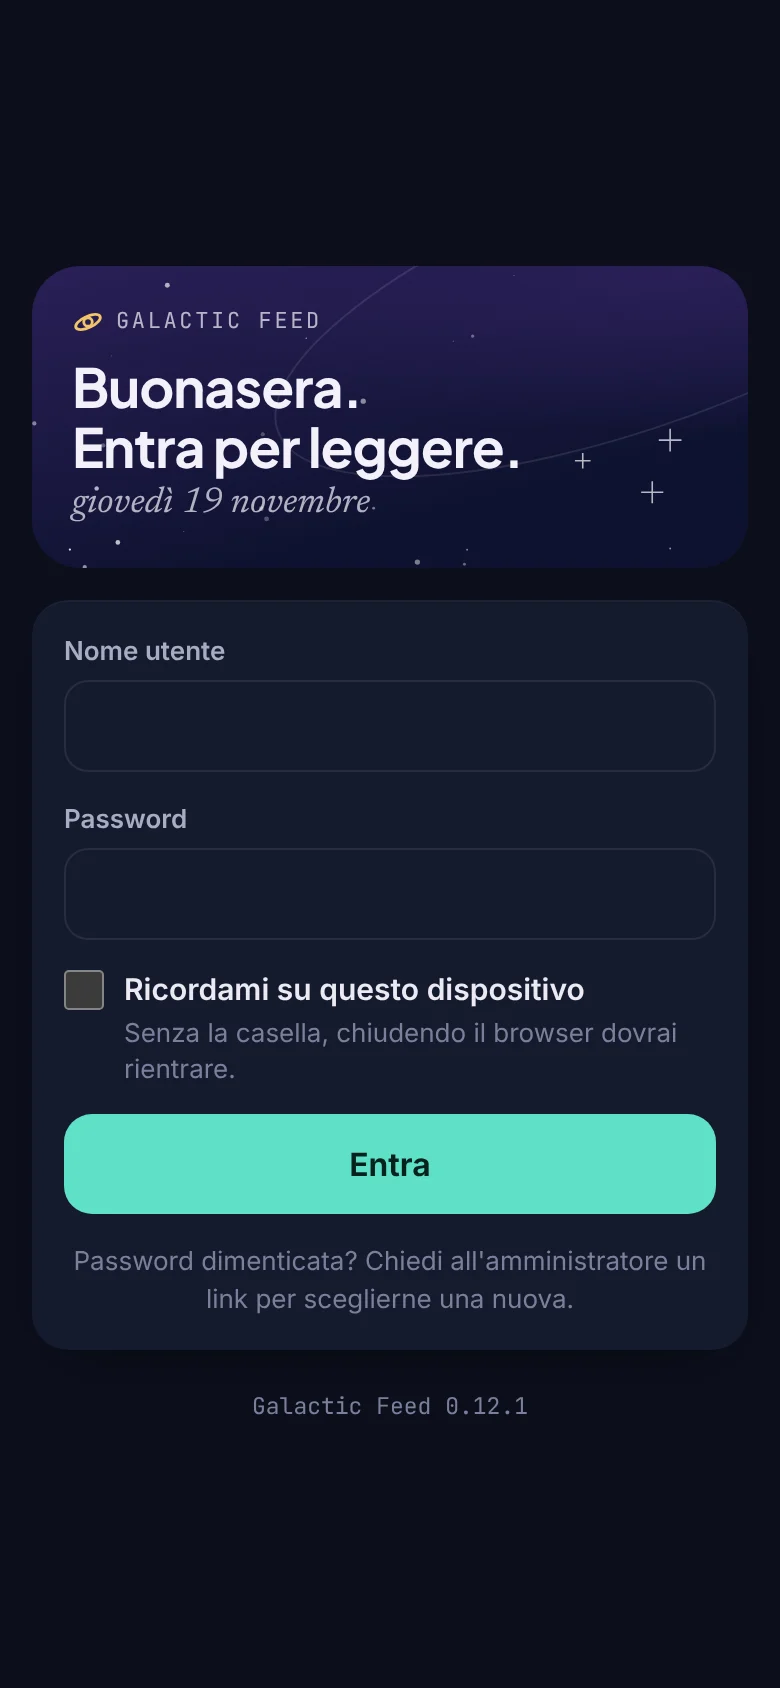 GALACTIC FEED
Buonasera.
Entra per leggere.
giovedì 19 novembre
Nome utente
Password
Ricordami su questo dispositivo
Senza la casella, chiudendo il browser dovrai
rientrare.
Entra
Password dimenticata? Chiedi all'amministratore un
link per sceglierne una nuova.
Galactic Feed 0.12.1